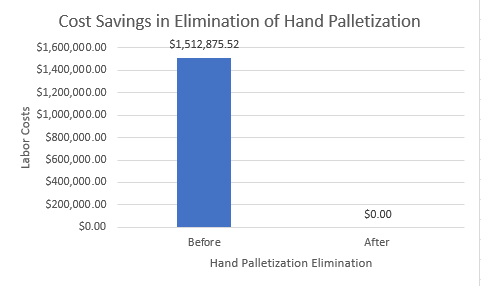 Cost Savings in Elimination of Hand Palletization
$1,512,875.52
$1,600,000.00
$1,400,000.00
$1,200,000.00
$1,000,000.00
$800,000.00
$600,000.00
$400,000.00
$200,000.00
$0.00
Labor Costs
$0.00
Before
After
Hand Palletization Elimination